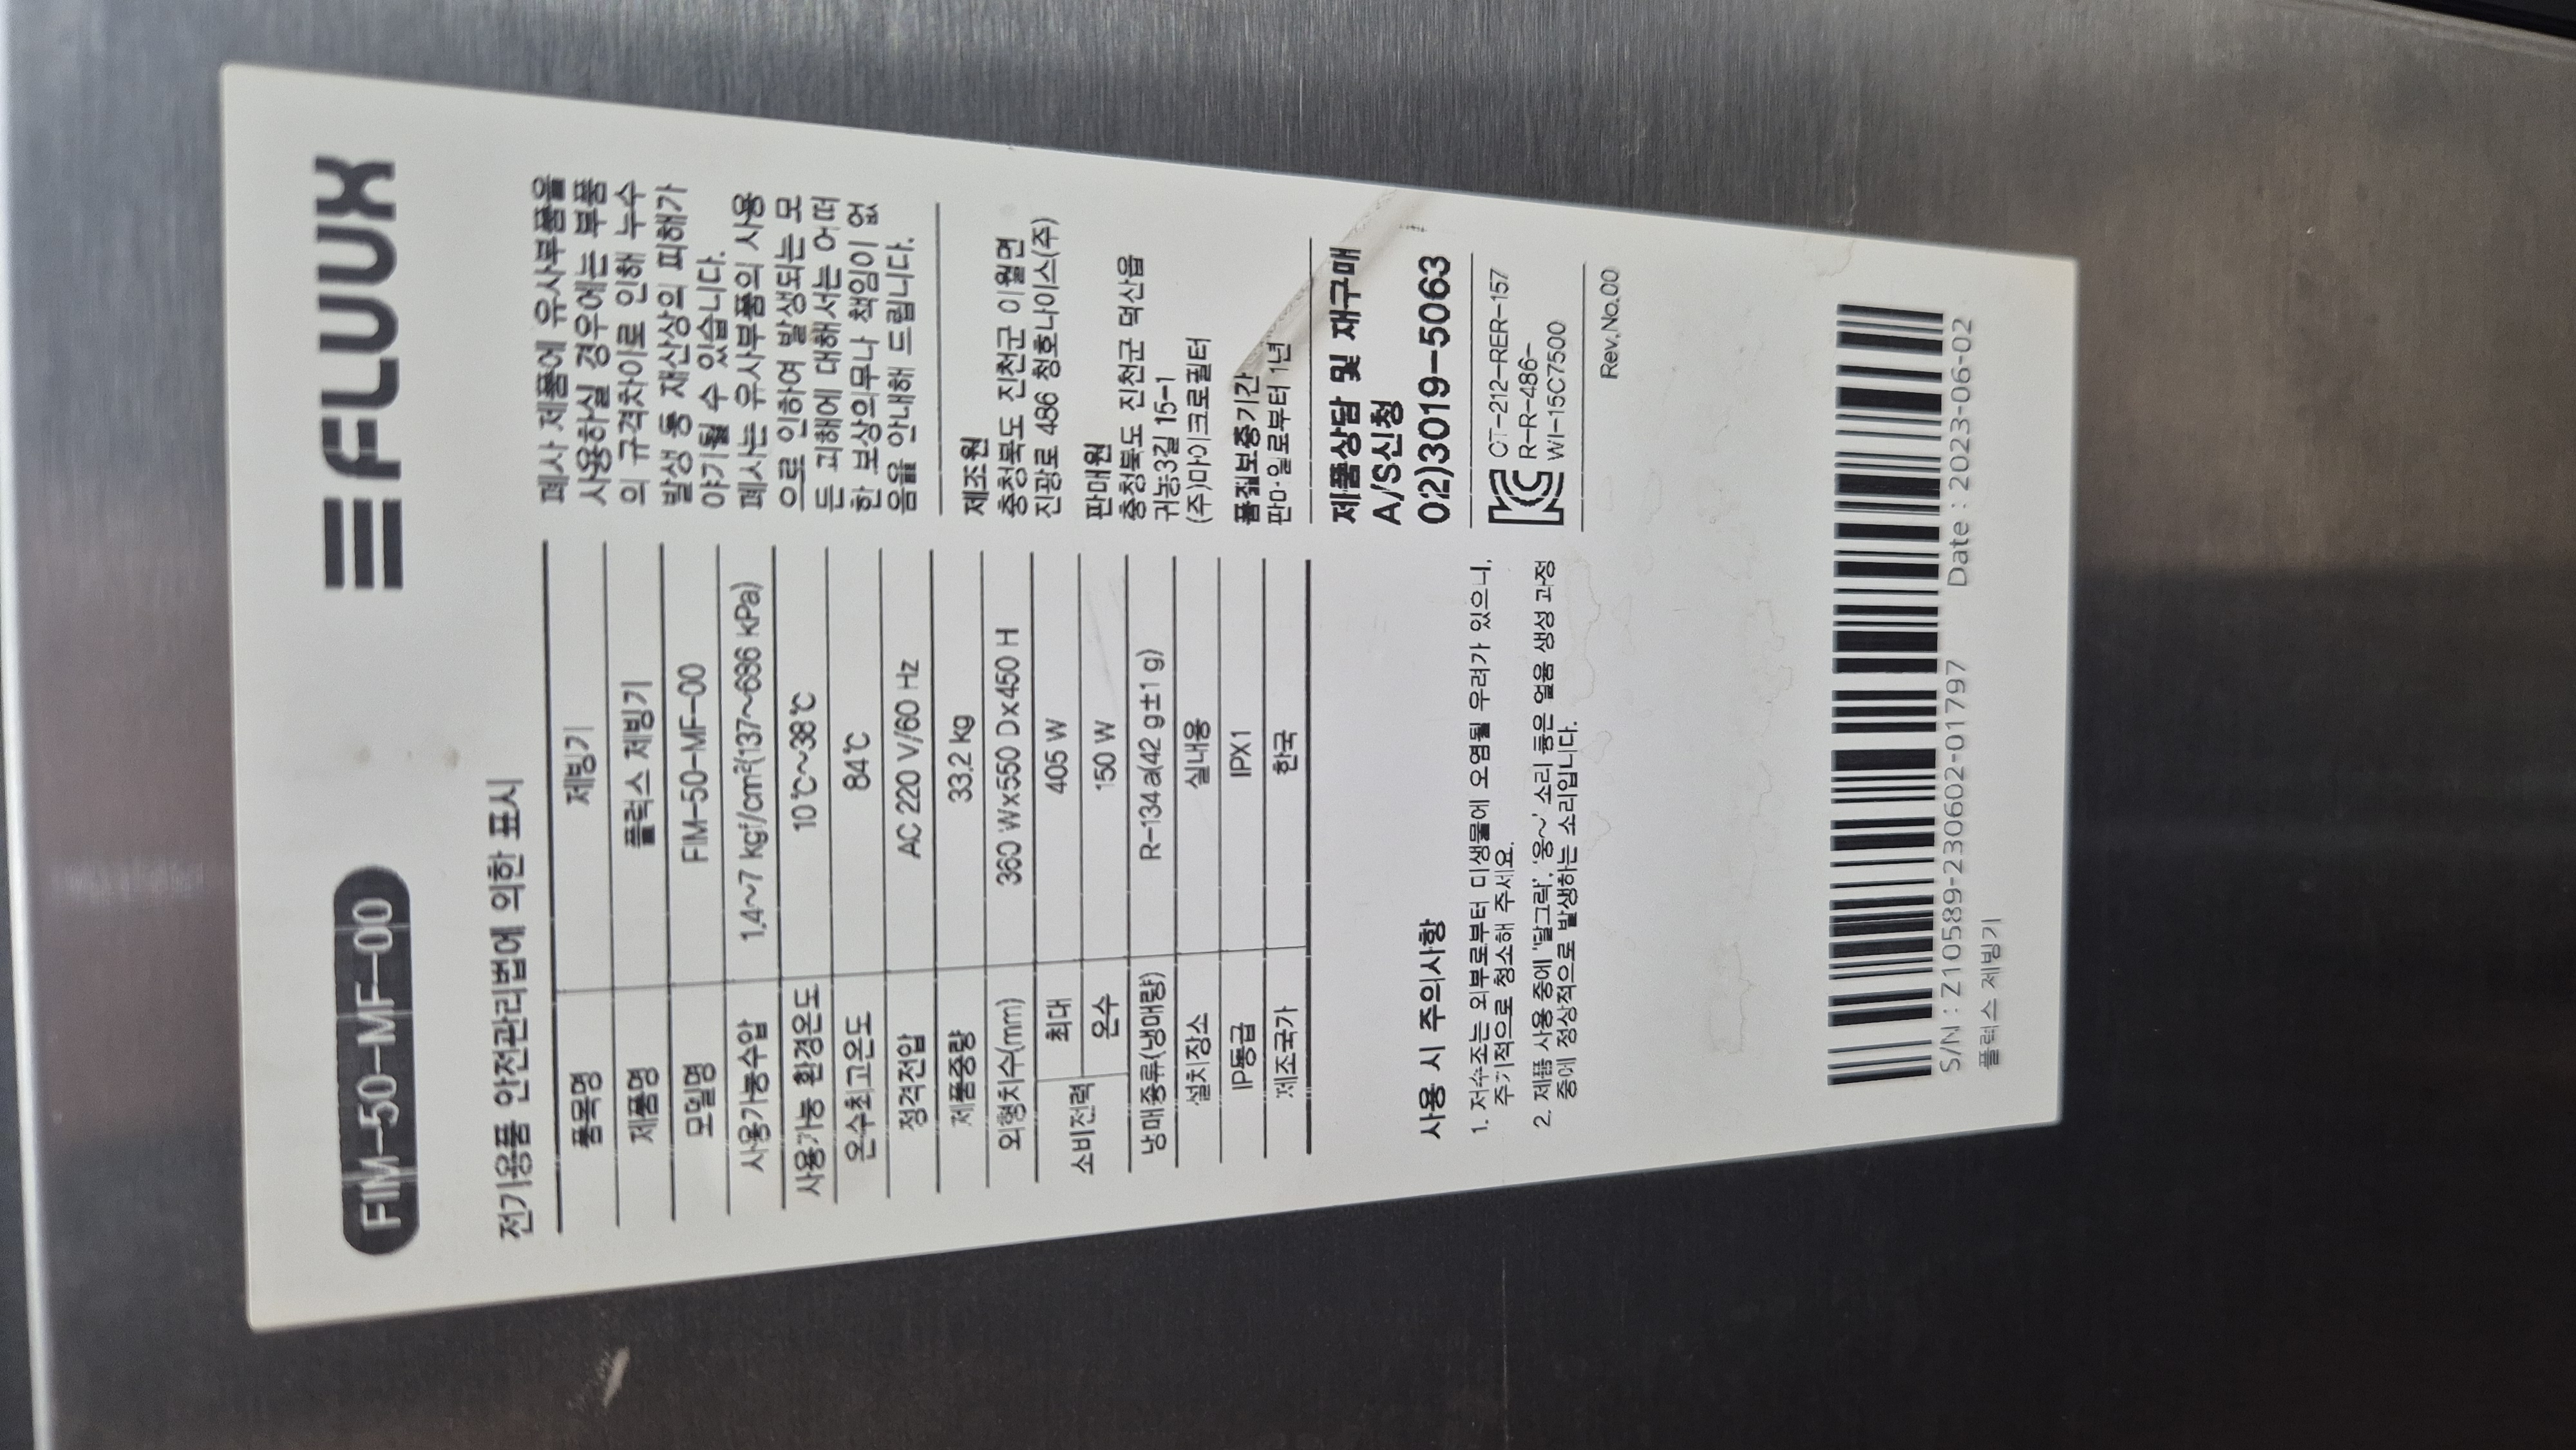 FIM-50-MF-00
FLUUX
전기용품 안전관리법에 의한 표시
품목명 제빙기
제품명 플럭스 제빙기
모델명 FIM-50-MF-00
사용가능수압 1.4~7 kgf/cm²(137~686 KPa)
사용가능 환경온도 10℃~38℃
온수최고온도 84℃
정격전압 AC 220 V/60 Hz
제품중량 33.2 kg
외형치수(mm) 360 Wx550 Dx450 H
소비전력 최대 405 W
온수 150 W
냉매종류(냉매량) R-134a(42 g±1 g)
설치장소 실내용
IP등급 IPX1
제조국가 한국
폐사 제품에 유사부품을
사용하실 경우에는 부품
의 규격차이로 인해 누수
발생 등 재산상의 피해가
야기될 수 있습니다.
폐사는 유사부품의 사용
으로 인하여 발생되는 모
든 피해에 대해서는 어떠
한 보상의무나 책임이 없
음을 안내해 드립니다.
제조원
충청북도 진천군 이월면
진광로 486 청호나이스(주)
판매원
충청북도 진천군 덕산읍
귀농3길 15-1
(주)마이크로필터
품질보증기간
판매일로부터 1년
제품상담 및 재구매
A/S신청
02)3019-5063
CT-212-RER-157
R-R-486-
WI-15C7500
Rev.No.00
사용 시 주의사항
1. 저수조는 외부로부터 미생물에 오염될 우려가 있으니,
주기적으로 청소해 주세요.
2. 제품 사용 중에 '달그락', '웅~' 소리 등은 얼음 생성 과정
중에 정상적으로 발생하는 소리입니다.
S/N : Z10589-230602-01797 Date : 2023-06-02
플럭스 제빙기